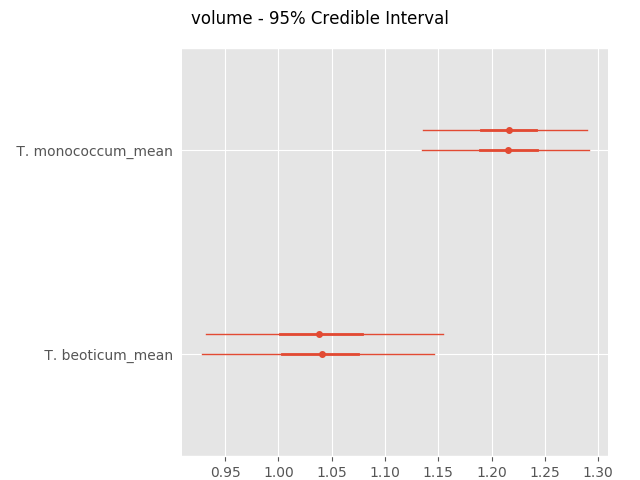 volume - 95% Credible Interval
T. monococcum_mean
T. beoticum_mean
0.95 1.00 1.05 1.10 1.15 1.20 1.25 1.30